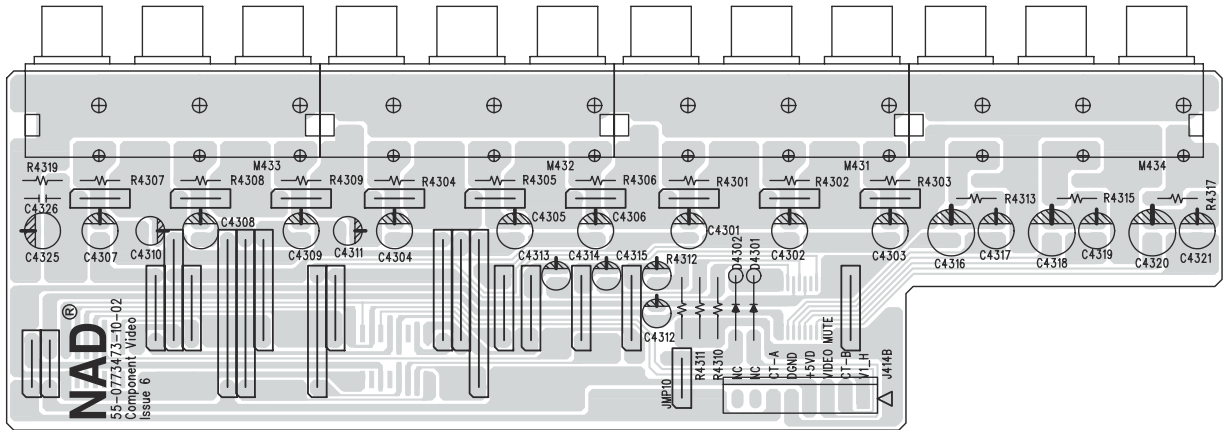 M433
M432
M431
M434
R4319
R4307
R4308
R4309
R4304
R4305
R4306
R4301
R4302
R4303
R4313
R4315
R4317
C4326
C4325
C4307
C4310
C4308
C4309
C4311
C4304
C4305
C4306
C4313
C4314
C4315
C4301
R4312
D4302
D4301
C4302
C4303
C4316
C4317
C4318
C4319
C4320
C4321
C4312
NAD®
55-0773473-10-02
Component Video
Issue 6
JMP10
R4311
R4310
NC
NC
CT-A
DGND
+5VD
VIDEO MUTE
CT-B
V1_H
J414B